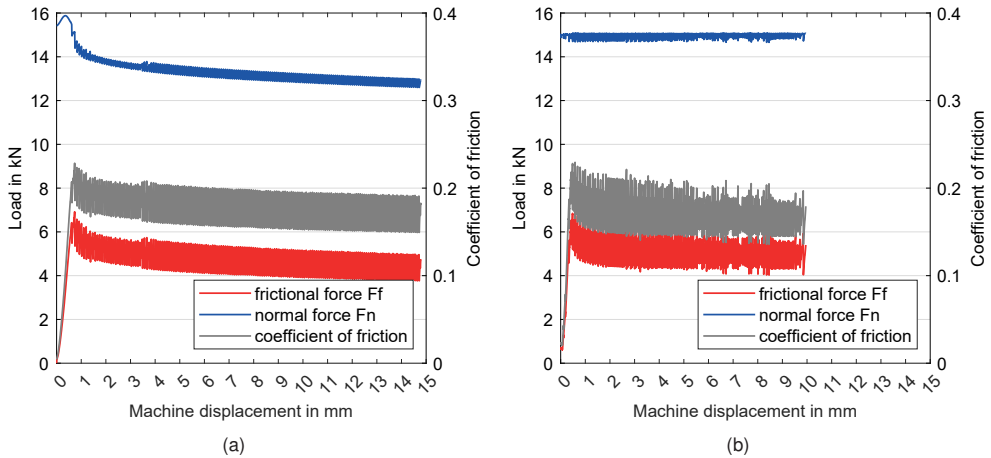 16
14
12
10
8
6
4
2
0
Load in kN
0.4
0.3
0.2
0.1
0
Coefficient of friction
frictional force Ff
normal force Fn
coefficient of friction
0 1 2 3 4 5 6 7 8 9 10 11 12 13 14 15
Machine displacement in mm
(a)
16
14
12
10
8
6
4
2
0
Load in kN
0.4
0.3
0.2
0.1
0
Coefficient of friction
frictional force Ff
normal force Fn
coefficient of friction
0 1 2 3 4 5 6 7 8 9 10 11 12 13 14 15
Machine displacement in mm
(b)